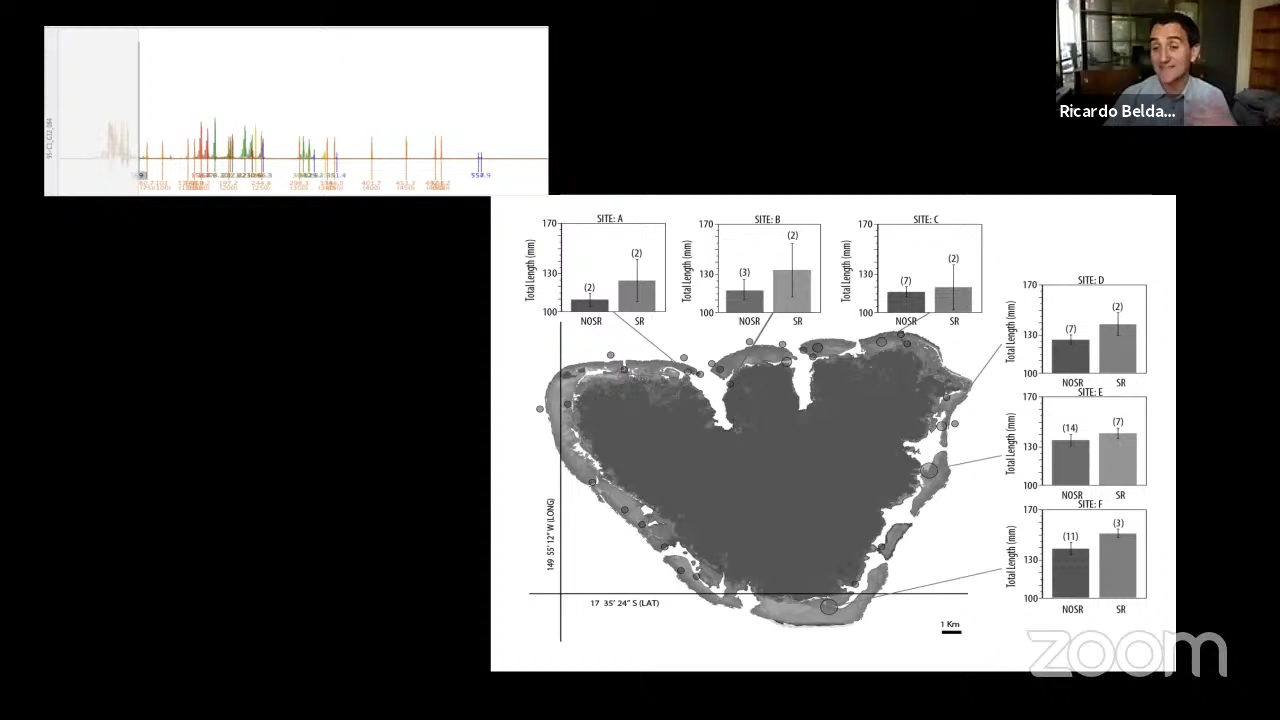 Ricardo Belda...
SITE: A
170
130
100
Total Length (mm)
(2)
(2)
NOSR
SR
SITE: B
170
130
100
Total Length (mm)
(3)
(2)
NOSR
SR
SITE: C
170
130
100
Total Length (mm)
(7)
(2)
NOSR
SR
SITE: D
170
130
100
Total Length (mm)
(7)
(2)
NOSR
SR
SITE: E
170
130
100
Total Length (mm)
(14)
(7)
NOSR
SR
SITE: F
170
130
100
Total Length (mm)
(11)
(3)
NOSR
SR
149 55' 12" W (LONG)
17 35' 24" S (LAT)
1 Km
zoom